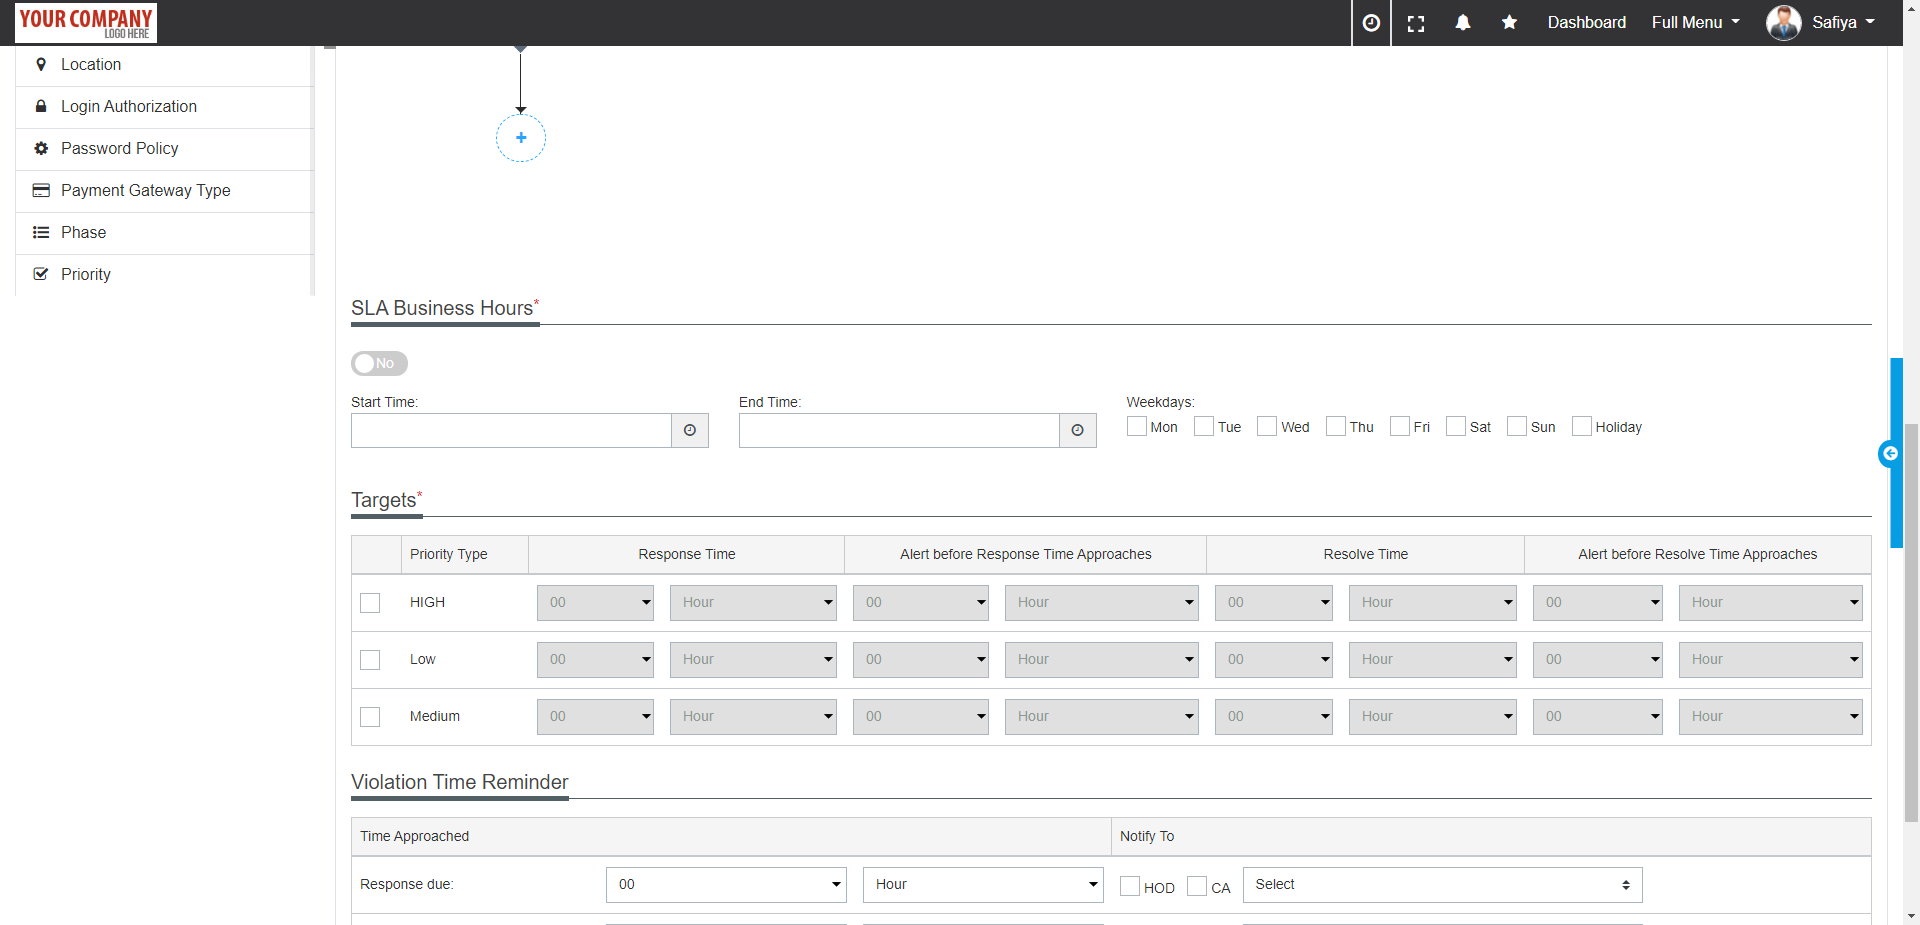 YOUR COMPANY
LOGO HERE
Dashboard
Full Menu
Safiya
Location
Login Authorization
Password Policy
Payment Gateway Type
Phase
Priority
SLA Business Hours*
No
Start Time:
End Time:
Weekdays:
Mon Tue Wed Thu Fri Sat Sun Holiday
Targets*
Priority Type Response Time Alert before Response Time Approaches Resolve Time Alert before Resolve Time Approaches
HIGH 00 Hour 00 Hour 00 Hour 00 Hour
Low 00 Hour 00 Hour 00 Hour 00 Hour
Medium 00 Hour 00 Hour 00 Hour 00 Hour
Violation Time Reminder
Time Approached Notify To
Response due: 00 Hour HOD CA Select